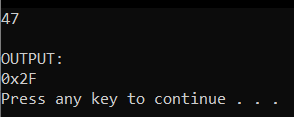 47
OUTPUT:
0x2F
Press any key to continue . . .